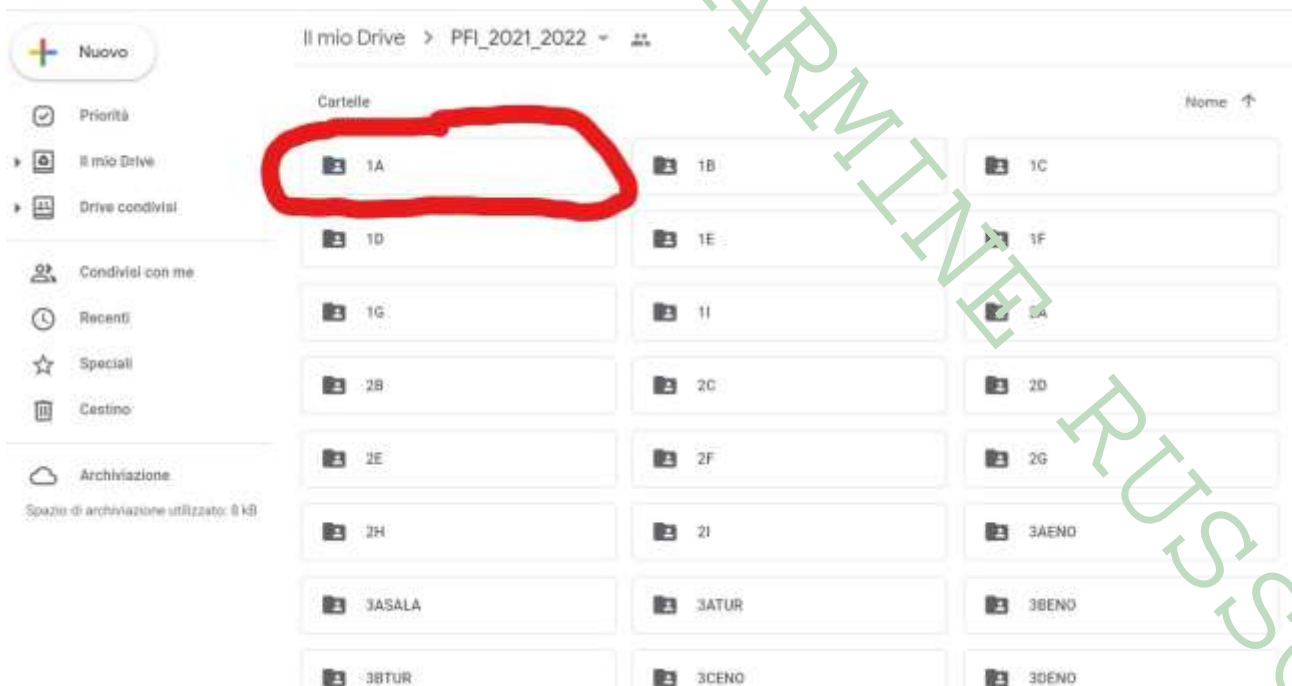 Nuovo
Il mio Drive > PFI_2021_2022
Priorità
Il mio Drive
Drive condivisi
Condivisi con me
Recenti
Speciali
Cestino
Archiviazione
Spazio di archiviazione utilizzato: 0 kB
Cartelle
Nome
1A
1B
1C
1D
1E
1F
1G
1I
2B
2C
2D
2E
2F
2G
2H
2I
3AENO
3ASALA
3ATUR
3BENO
3BTUR
3CENO
3DENO
ARMINE RUSSO